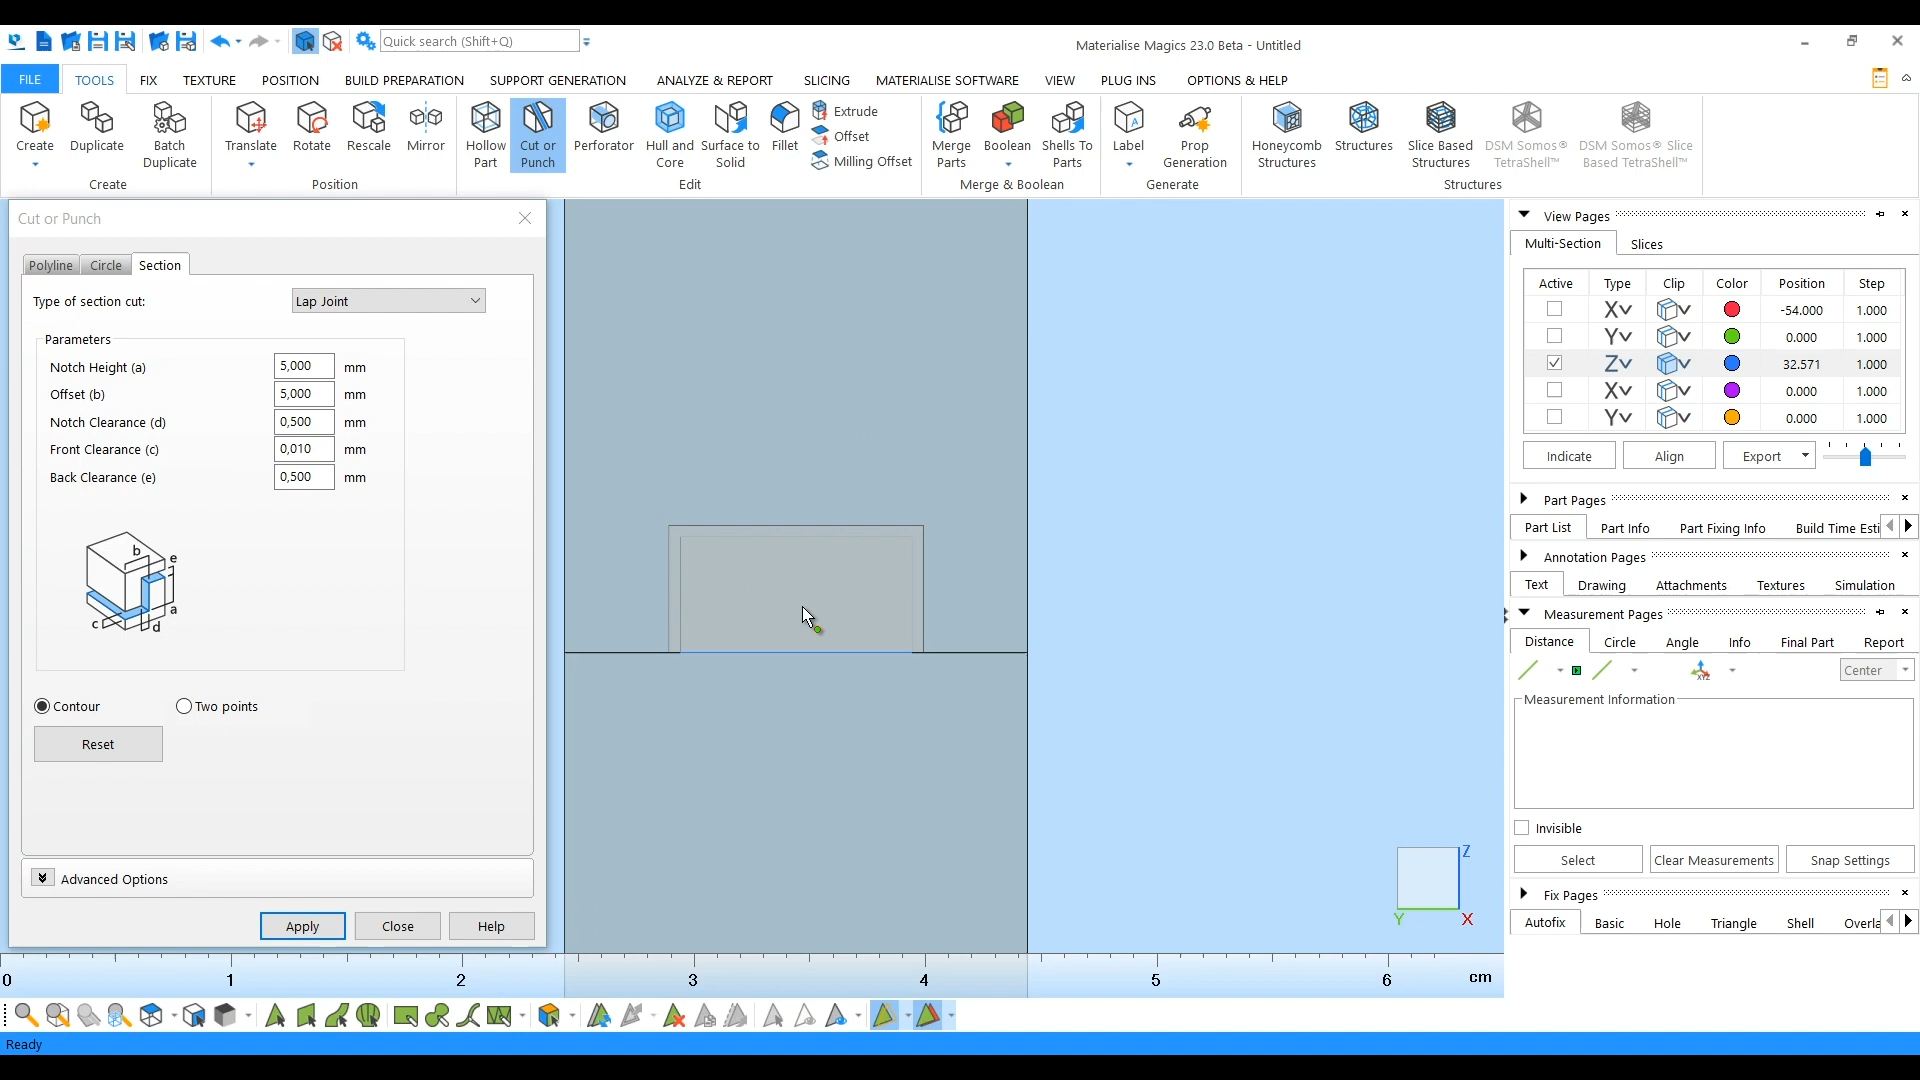 Quick search (Shift+Q)
Materialise Magics 23.0 Beta - Untitled
FILE TOOLS FIX TEXTURE POSITION BUILD PREPARATION SUPPORT GENERATION ANALYZE & REPORT SLICING MATERIALISE SOFTWARE VIEW PLUG INS OPTIONS & HELP
Create Duplicate Batch Duplicate
Create
Translate Rotate Rescale Mirror
Position
Hollow Part Cut or Punch Perforator Hull and Core Surface to Solid Fillet Extrude Offset Milling Offset
Edit
Merge Parts Boolean Shells To Parts
Merge & Boolean
Label Prop Generation
Generate
Honeycomb Structures Structures Slice Based Structures DSM Somos® TetraShell™ DSM Somos® Slice Based TetraShell™
Structures
Cut or Punch
Polyline Circle Section
Type of section cut: Lap Joint
Parameters
Notch Height (a) 5,000 mm
Offset (b) 5,000 mm
Notch Clearance (d) 0,500 mm
Front Clearance (c) 0,010 mm
Back Clearance (e) 0,500 mm
b
e
a
c
d
Contour Two points
Reset
Advanced Options
Apply Close Help
Z
Y X
0 1 2 3 4 5 6 cm
View Pages
Multi-Section Slices
Active Type Clip Color Position Step
X -54.000 1.000
Y 0.000 1.000
Z 32.571 1.000
X 0.000 1.000
Y 0.000 1.000
Indicate Align Export
Part Pages
Part List Part Info Part Fixing Info Build Time Esti
Annotation Pages
Text Drawing Attachments Textures Simulation
Measurement Pages
Distance Circle Angle Info Final Part Report
XYZ Center
Measurement Information
Invisible
Select Clear Measurements Snap Settings
Fix Pages
Autofix Basic Hole Triangle Shell Overla
Ready